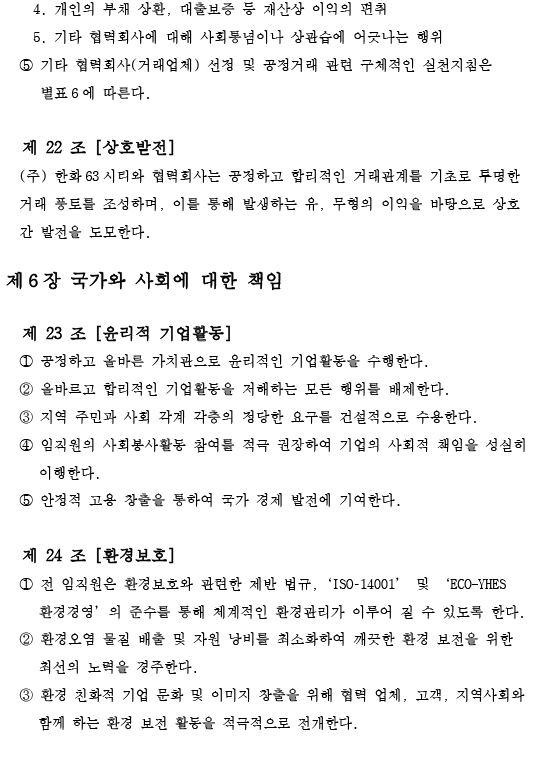 4. 개인의 부채 상환, 대출보증 등 재산상 이익의 편취
5. 기타 협력회사에 대해 사회통념이나 상관습에 어긋나는 행위
⑤ 기타 협력회사(거래업체) 선정 및 공정거래 관련 구체적인 실천지침은
별표 6 에 따른다.
제 22 조 [상호발전]
(주) 한화 63 시티와 협력회사는 공정하고 합리적인 거래관계를 기초로 투명한
거래 풍토를 조성하며, 이를 통해 발생하는 유, 무형의 이익을 바탕으로 상호
간 발전을 도모한다.
제 6 장 국가와 사회에 대한 책임
제 23 조 [윤리적 기업활동]
① 공정하고 올바른 가치관으로 윤리적인 기업활동을 수행한다.
② 올바르고 합리적인 기업활동을 저해하는 모든 행위를 배제한다.
③ 지역 주민과 사회 각계 각층의 정당한 요구를 건설적으로 수용한다.
④ 임직원의 사회봉사활동 참여를 적극 권장하여 기업의 사회적 책임을 성실히
이행한다.
⑤ 안정적 고용 창출을 통하여 국가 경제 발전에 기여한다.
제 24 조 [환경보호]
① 전 임직원은 환경보호와 관련한 제반 법규, ‘ISO-14001’ 및 ‘ECO-YHES
환경경영’의 준수를 통해 체계적인 환경관리가 이루어 질 수 있도록 한다.
② 환경오염 물질 배출 및 자원 낭비를 최소화하여 깨끗한 환경 보전을 위한
최선의 노력을 경주한다.
③ 환경 친화적 기업 문화 및 이미지 창출을 위해 협력 업체, 고객, 지역사회와
함께 하는 환경 보전 활동을 적극적으로 전개한다.